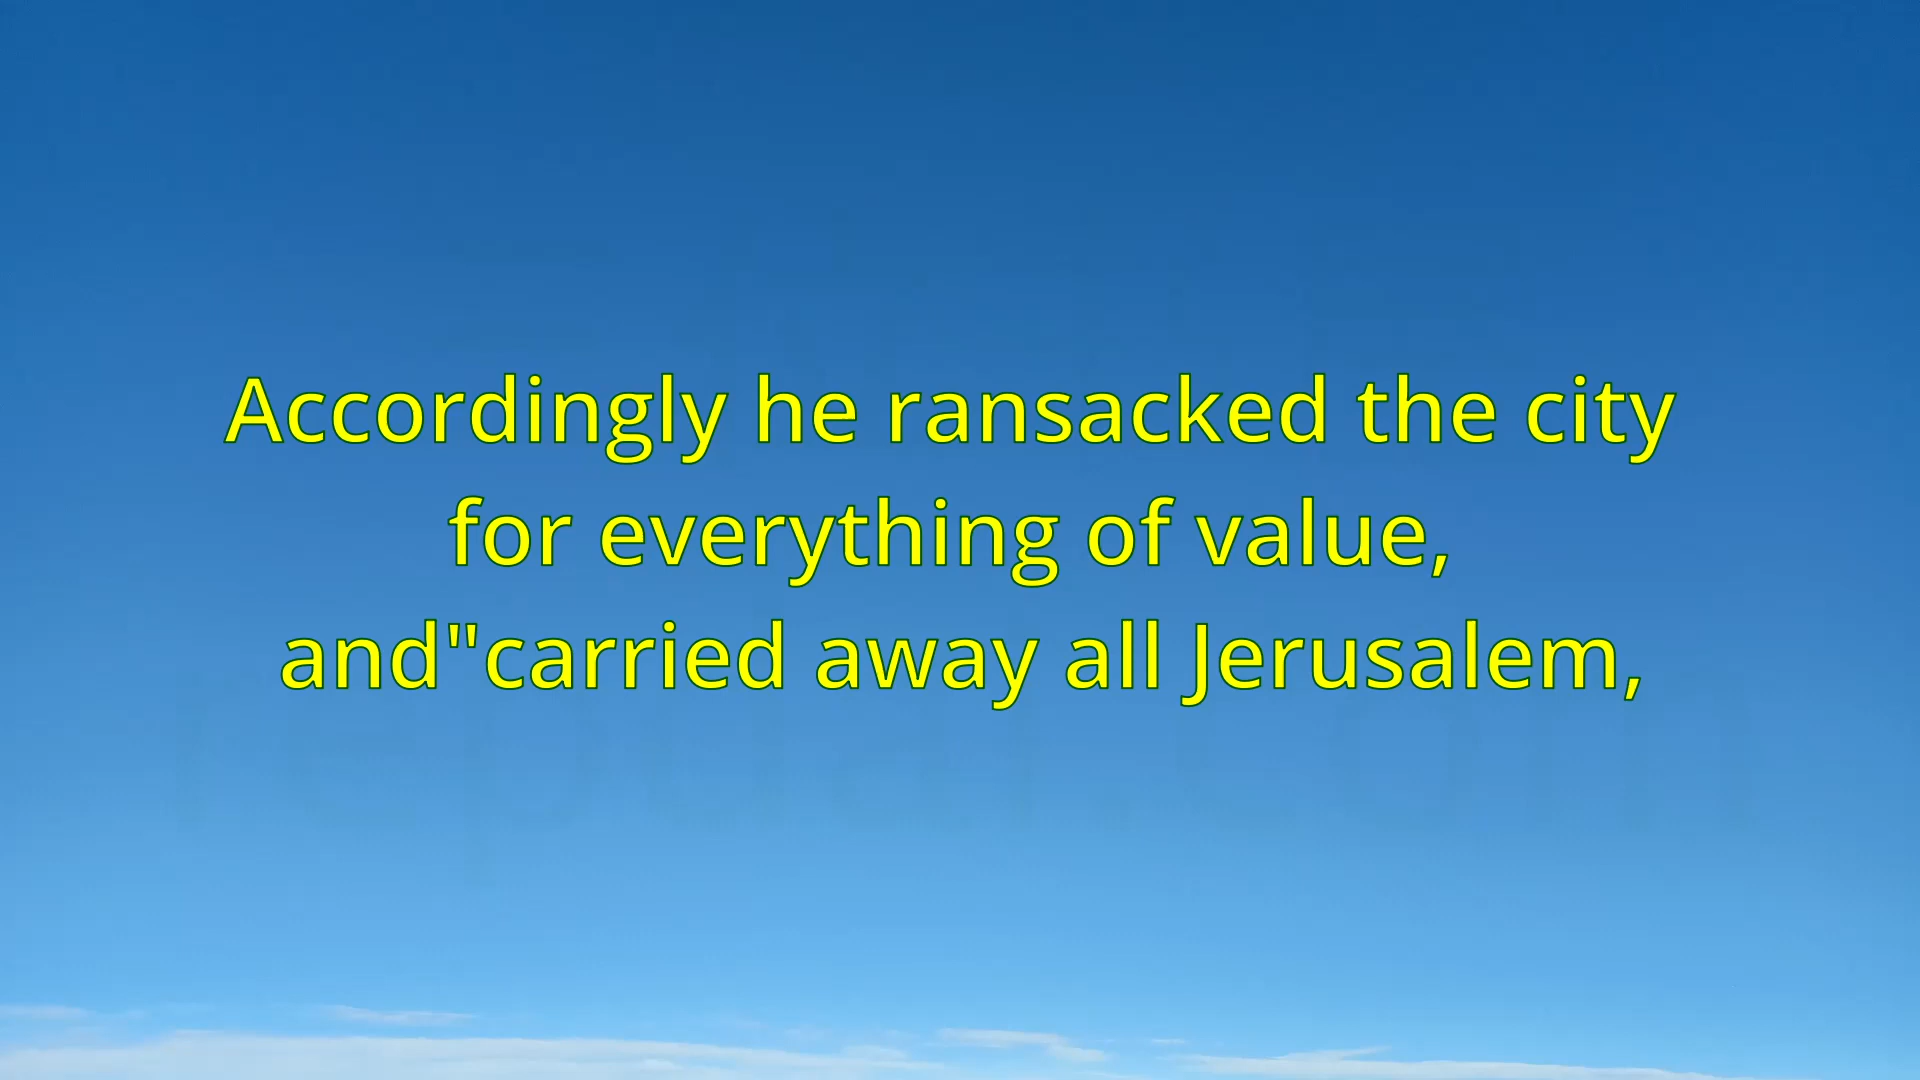 Accordingly he ransacked the city
for everything of value,
and"carried away all Jerusalem,